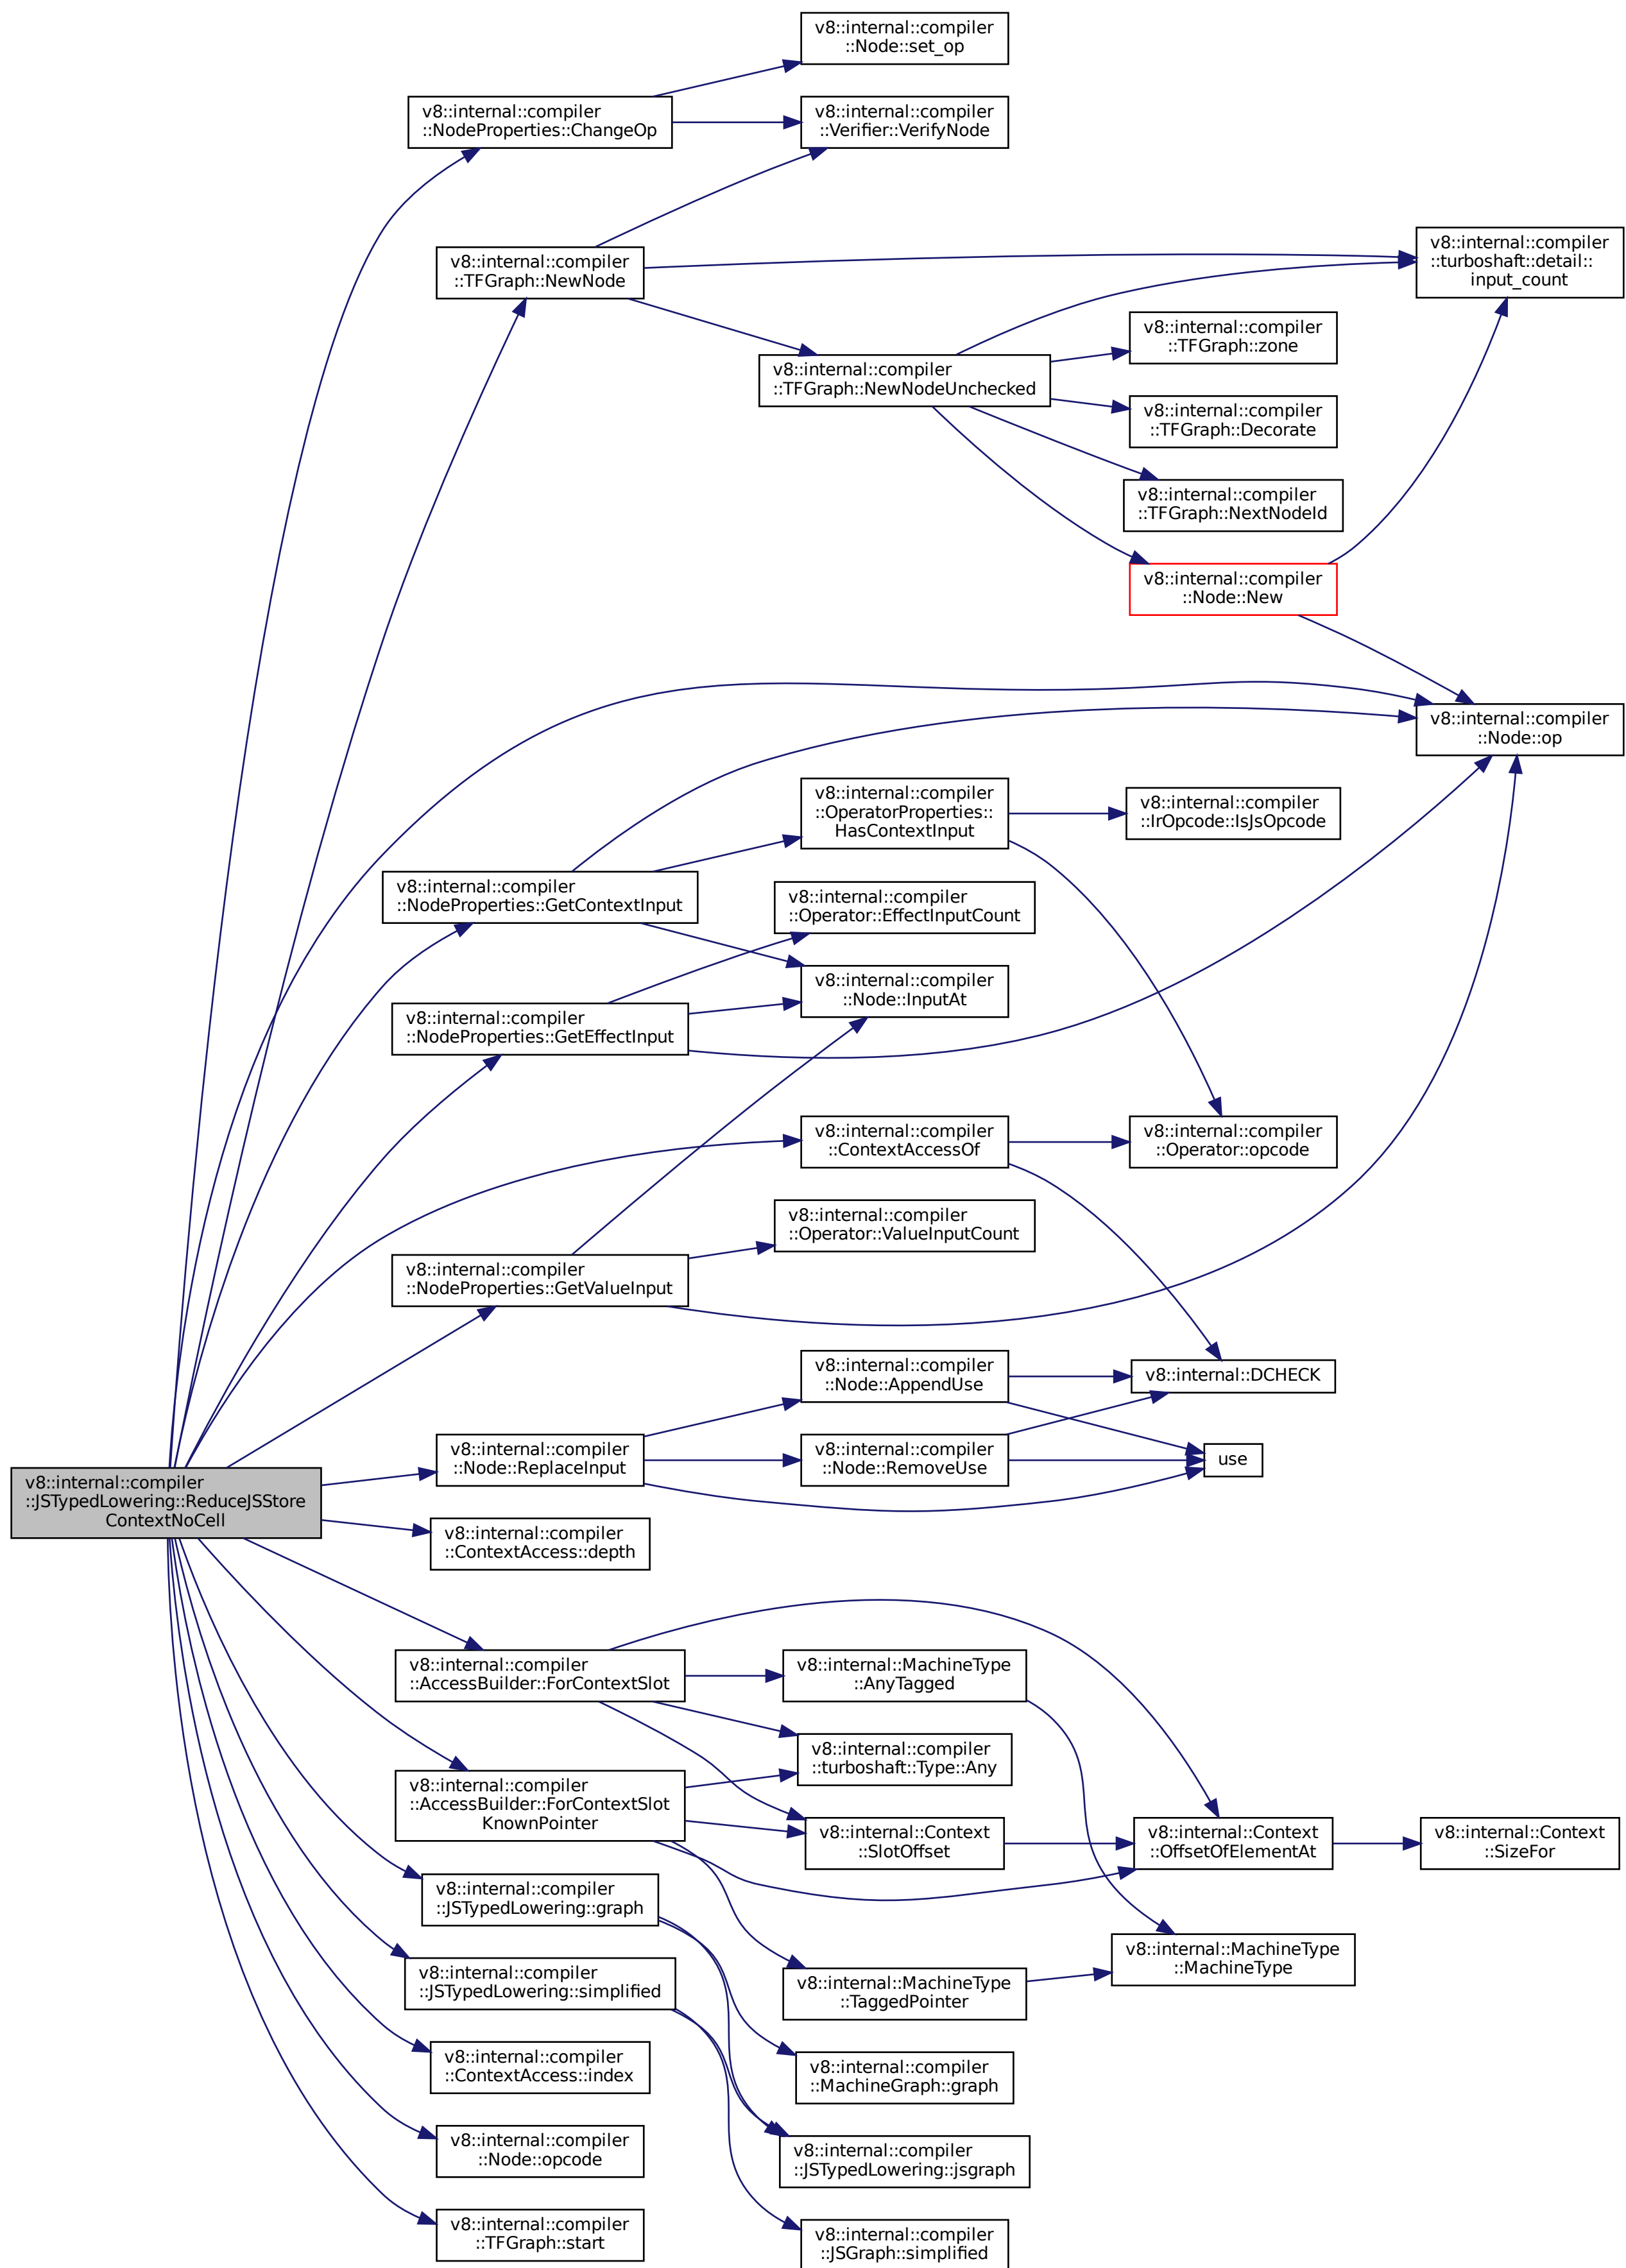 v8::internal::compiler
::Node::set_op
v8::internal::compiler
::NodeProperties::ChangeOp
v8::internal::compiler
::Verifier::VerifyNode
v8::internal::compiler
::TFGraph::NewNode
v8::internal::compiler
::turboshaft::detail::
input_count
v8::internal::compiler
::TFGraph::zone
v8::internal::compiler
::TFGraph::NewNodeUnchecked
v8::internal::compiler
::TFGraph::Decorate
v8::internal::compiler
::TFGraph::NextNodeId
v8::internal::compiler
::Node::New
v8::internal::compiler
::Node::op
v8::internal::compiler
::OperatorProperties::
HasContextInput
v8::internal::compiler
::IrOpcode::IsJsOpcode
v8::internal::compiler
::NodeProperties::GetContextInput
v8::internal::compiler
::Operator::EffectInputCount
v8::internal::compiler
::Node::InputAt
v8::internal::compiler
::NodeProperties::GetEffectInput
v8::internal::compiler
::ContextAccessOf
v8::internal::compiler
::Operator::opcode
v8::internal::compiler
::Operator::ValueInputCount
v8::internal::compiler
::NodeProperties::GetValueInput
v8::internal::compiler
::Node::AppendUse
v8::internal::DCHECK
v8::internal::compiler
::Node::ReplaceInput
v8::internal::compiler
::Node::RemoveUse
use
v8::internal::compiler
::JSTypedLowering::ReduceJSStore
ContextNoCell
v8::internal::compiler
::ContextAccess::depth
v8::internal::compiler
::AccessBuilder::ForContextSlot
v8::internal::MachineType
::AnyTagged
v8::internal::compiler
::turboshaft::Type::Any
v8::internal::compiler
::AccessBuilder::ForContextSlot
KnownPointer
v8::internal::Context
::SlotOffset
v8::internal::Context
::OffsetOfElementAt
v8::internal::Context
::SizeFor
v8::internal::compiler
::JSTypedLowering::graph
v8::internal::MachineType
::MachineType
v8::internal::compiler
::JSTypedLowering::simplified
v8::internal::MachineType
::TaggedPointer
v8::internal::compiler
::ContextAccess::index
v8::internal::compiler
::MachineGraph::graph
v8::internal::compiler
::Node::opcode
v8::internal::compiler
::JSTypedLowering::jsgraph
v8::internal::compiler
::TFGraph::start
v8::internal::compiler
::JSGraph::simplified